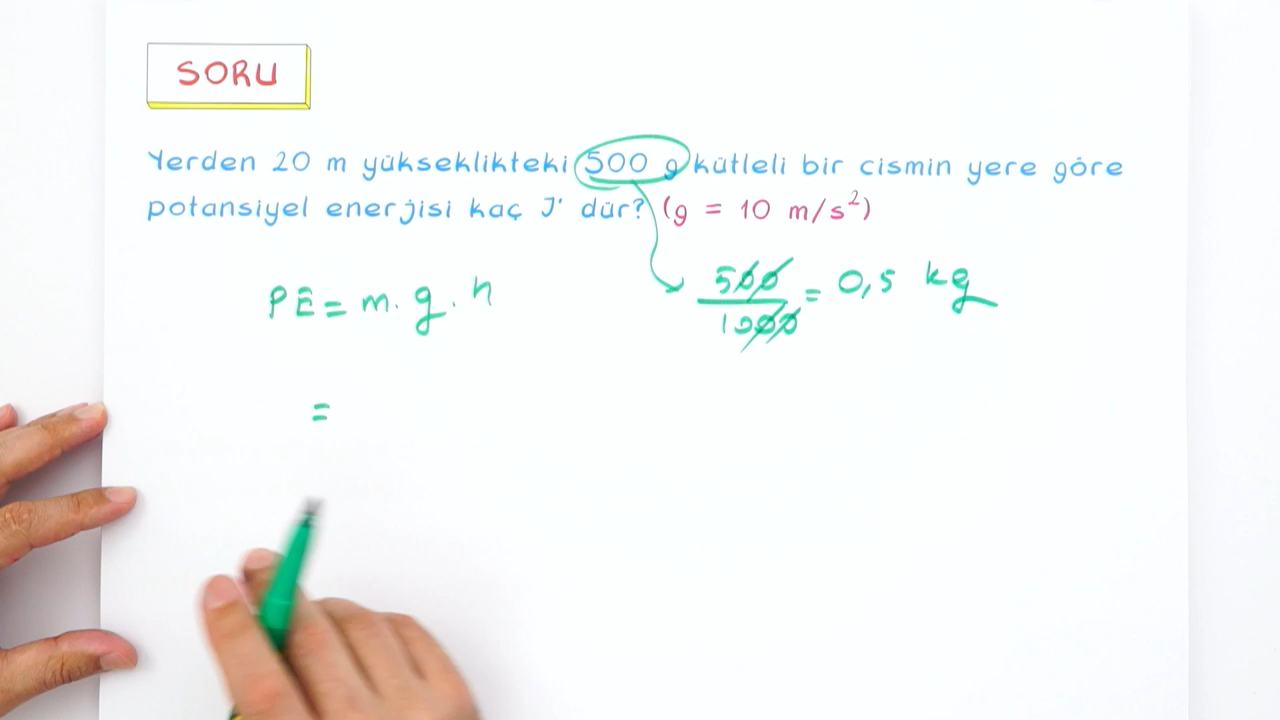 SORU
Yerden 20 m yükseklikteki 500 g kütleli bir cismin yere göre
potansiyel enerjisi kaç J' dür? (g = 10 m/s²)
PE = m.g.h
500/1000 = 0,5 kg
=